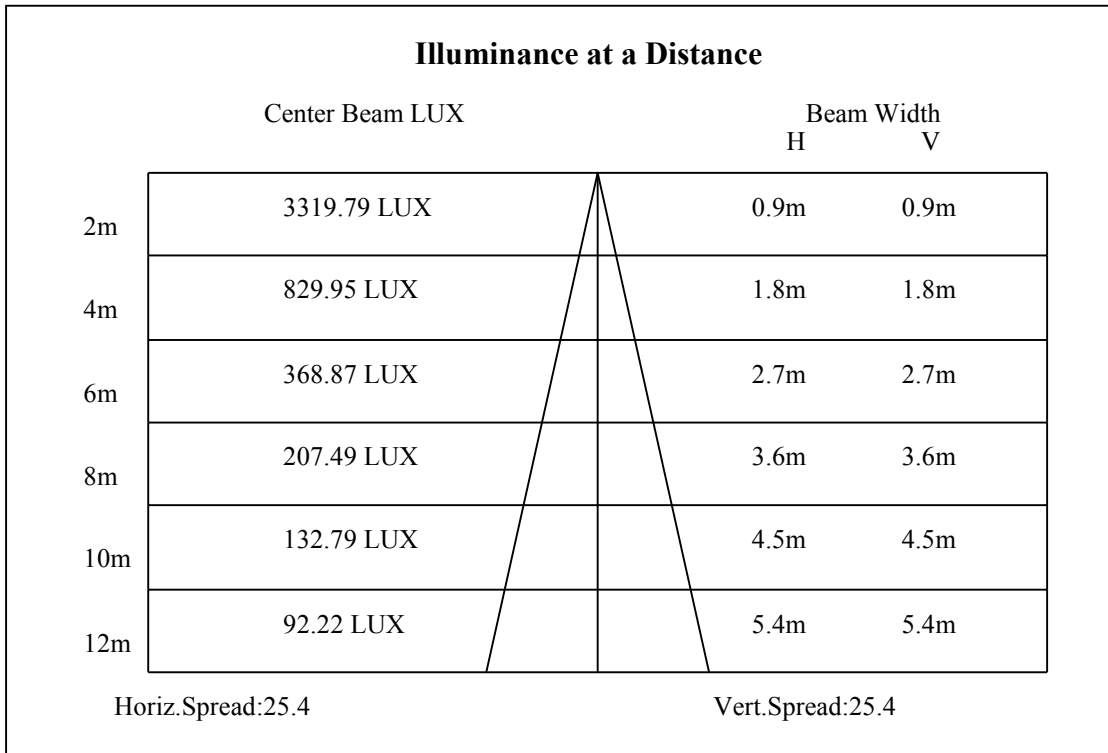 Illuminance at a Distance
Center Beam LUX Beam Width
H V
2m 3319.79 LUX 0.9m 0.9m
4m 829.95 LUX 1.8m 1.8m
6m 368.87 LUX 2.7m 2.7m
8m 207.49 LUX 3.6m 3.6m
10m 132.79 LUX 4.5m 4.5m
12m 92.22 LUX 5.4m 5.4m
Horiz.Spread:25.4 Vert.Spread:25.4